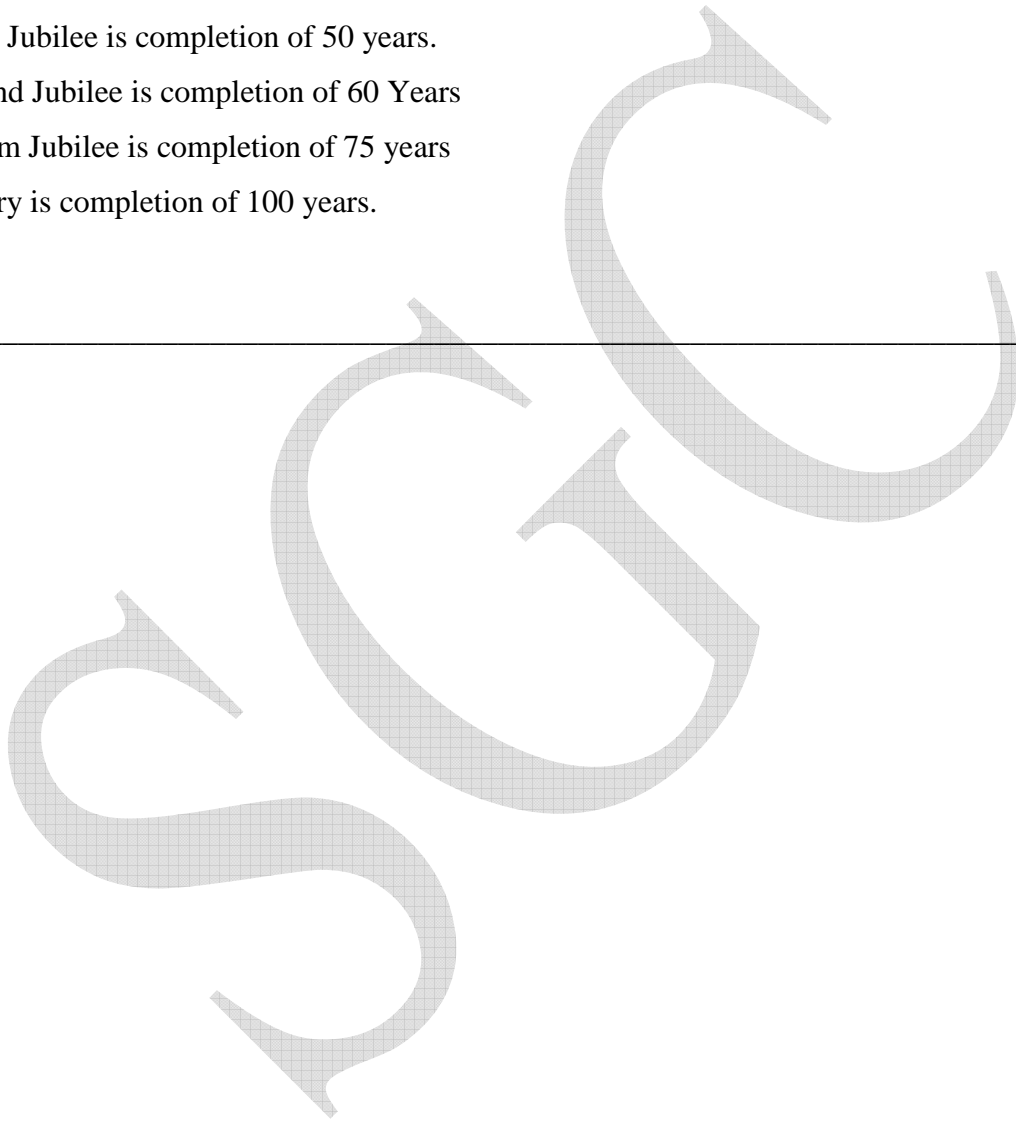 Jubilee is completion of 50 years.
nd Jubilee is completion of 60 Years
m Jubilee is completion of 75 years
ry is completion of 100 years.
SGC